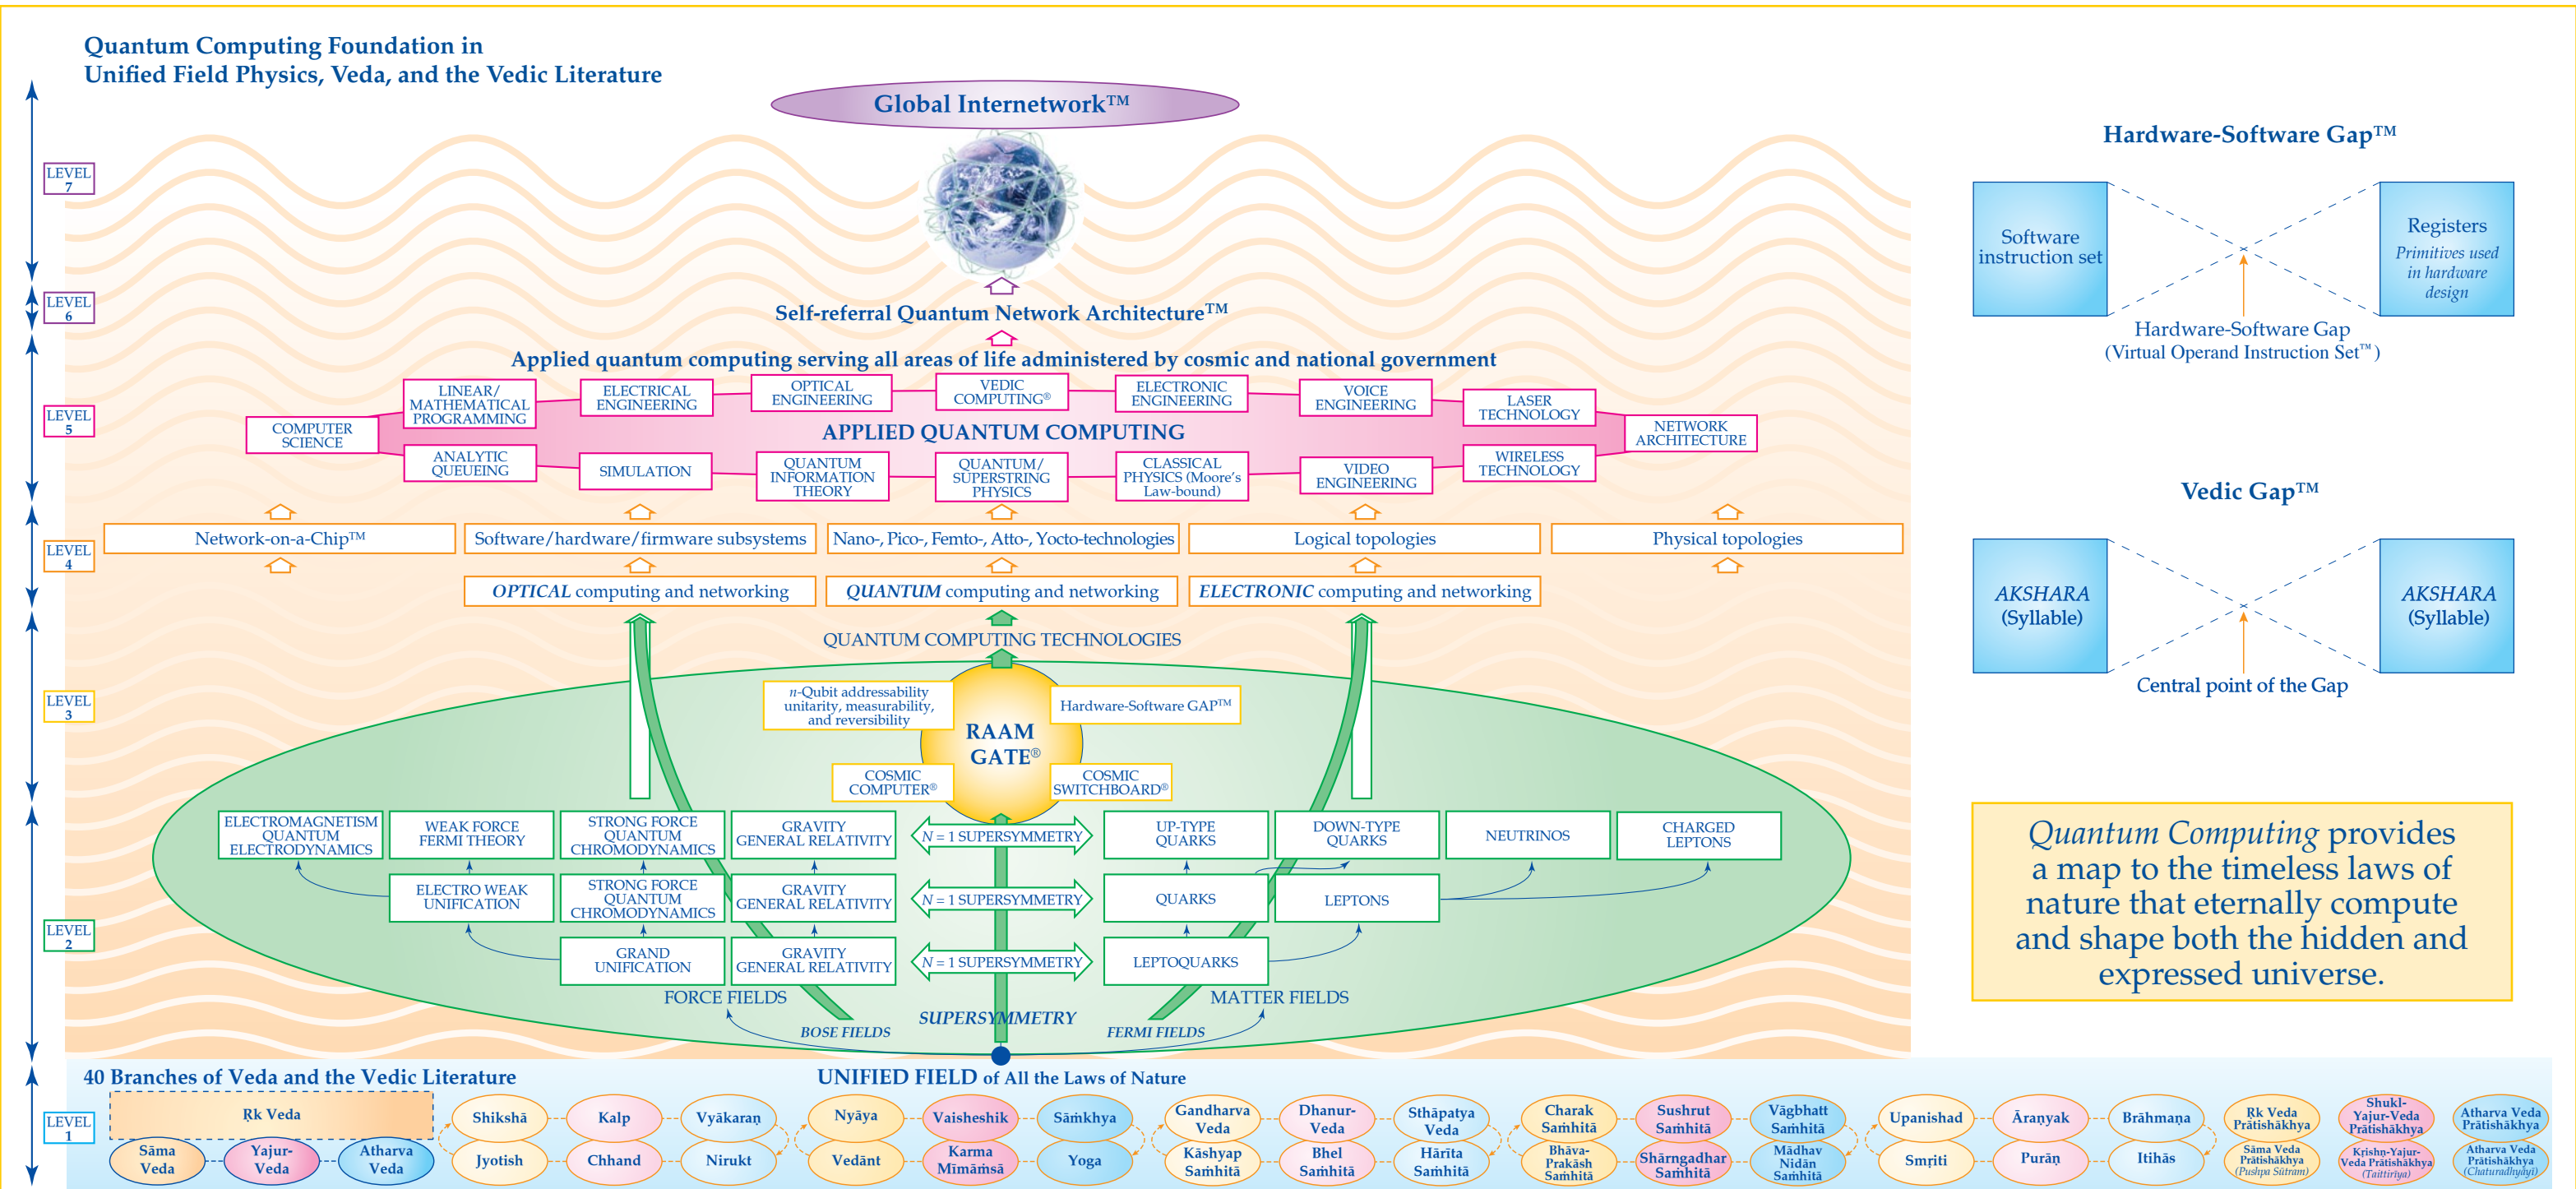 Quantum Computing Foundation in
Unified Field Physics, Veda, and the Vedic Literature
Global Internetwork™
LEVEL
7
LEVEL
6
Self-referral Quantum Network Architecture™
Applied quantum computing serving all areas of life administered by cosmic and national government
LEVEL
5
COMPUTER
SCIENCE
LINEAR/
MATHEMATICAL
PROGRAMMING
ELECTRICAL
ENGINEERING
OPTICAL
ENGINEERING
VEDIC
COMPUTING®
ELECTRONIC
ENGINEERING
VOICE
ENGINEERING
LASER
TECHNOLOGY
NETWORK
ARCHITECTURE
APPLIED QUANTUM COMPUTING
ANALYTIC
QUEUEING
SIMULATION
QUANTUM
INFORMATION
THEORY
QUANTUM/
SUPERSTRING
PHYSICS
CLASSICAL
PHYSICS (Moore's
Law-bound)
VIDEO
ENGINEERING
WIRELESS
TECHNOLOGY
LEVEL
4
Network-on-a-Chip™
Software/hardware/firmware subsystems
Nano-, Pico-, Femto-, Atto-, Yocto-technologies
Logical topologies
Physical topologies
OPTICAL computing and networking
QUANTUM computing and networking
ELECTRONIC computing and networking
QUANTUM COMPUTING TECHNOLOGIES
LEVEL
3
n-Qubit addressability
unitarity, measurability,
and reversibility
Hardware-Software GAP™
RAAM
GATE®
COSMIC
COMPUTER®
COSMIC
SWITCHBOARD®
LEVEL
2
ELECTROMAGNETISM
QUANTUM
ELECTRODYNAMICS
WEAK FORCE
FERMI THEORY
STRONG FORCE
QUANTUM
CHROMODYNAMICS
GRAVITY
GENERAL RELATIVITY
N = 1 SUPERSYMMETRY
UP-TYPE
QUARKS
DOWN-TYPE
QUARKS
NEUTRINOS
CHARGED
LEPTONS
ELECTRO WEAK
UNIFICATION
STRONG FORCE
QUANTUM
CHROMODYNAMICS
GRAVITY
GENERAL RELATIVITY
N = 1 SUPERSYMMETRY
QUARKS
LEPTONS
GRAND
UNIFICATION
GRAVITY
GENERAL RELATIVITY
N = 1 SUPERSYMMETRY
LEPTOQUARKS
FORCE FIELDS
MATTER FIELDS
BOSE FIELDS
SUPERSYMMETRY
FERMI FIELDS
LEVEL
1
40 Branches of Veda and the Vedic Literature
UNIFIED FIELD of All the Laws of Nature
Ṛk Veda
Sāma
Veda
Yajur-
Veda
Atharva
Veda
Shikshā
Kalp
Vyākaraṇ
Jyotish
Chhand
Nirukt
Nyāya
Vaisheshik
Sāṁkhya
Vedānt
Karma
Mīmāṁsā
Yoga
Gandharva
Veda
Dhanur-
Veda
Sthāpatya
Veda
Kāshyap
Saṁhitā
Bhel
Saṁhitā
Hārīta
Saṁhitā
Charak
Saṁhitā
Sushrut
Saṁhitā
Vāgbhatt
Saṁhitā
Bhāva-
Prakāsh
Saṁhitā
Shārngadhar
Saṁhitā
Mādhav
Nidān
Saṁhitā
Upanishad
Āraṇyak
Brāhmaṇa
Smṛiti
Purāṇ
Itihās
Ṛk Veda
Prātishākhya
Shukl-
Yajur-Veda
Prātishākhya
Atharva Veda
Prātishākhya
Sāma Veda
Prātishākhya
(Pushpa Sūtram)
Kṛishṇ-Yajur-
Veda Prātishākhya
(Taittirīya)
Atharva Veda
Prātishākhya
(Chaturadhyāyī)
Hardware-Software Gap™
Software
instruction set
Registers
Primitives used
in hardware
design
Hardware-Software Gap
(Virtual Operand Instruction Set™)
Vedic Gap™
AKSHARA
(Syllable)
AKSHARA
(Syllable)
Central point of the Gap
Quantum Computing provides
a map to the timeless laws of
nature that eternally compute
and shape both the hidden and
expressed universe.